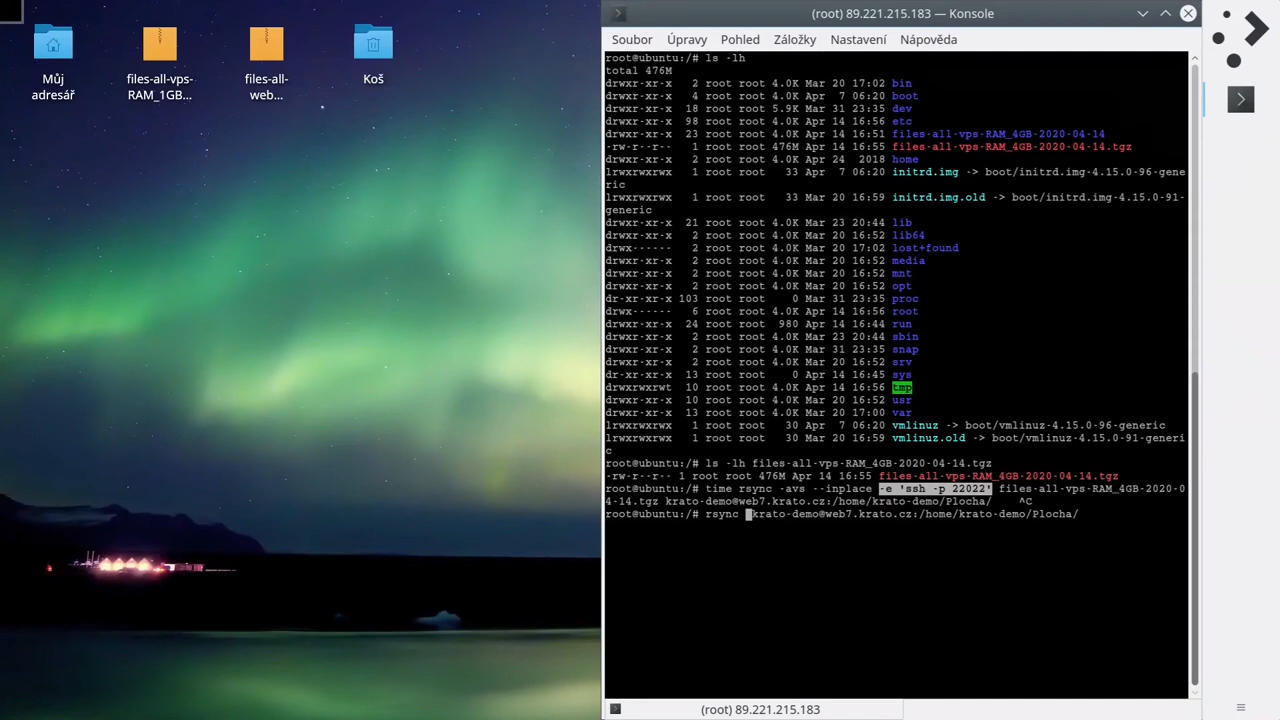 Můj
adresář
files-all-vps-
RAM_1GB...
files-all-
web...
Koš
(root) 89.221.215.183 — Konsole
Soubor Úpravy Pohled Záložky Nastavení Nápověda
root@ubuntu:/# ls -lh
total 476M
drwxr-xr-x 2 root root 4.0K Mar 20 17:02 bin
drwxr-xr-x 4 root root 4.0K Apr 7 06:20 boot
drwxr-xr-x 18 root root 5.9K Mar 31 23:35 dev
drwxr-xr-x 98 root root 4.0K Apr 14 16:56 etc
drwxr-xr-x 23 root root 4.0K Apr 14 16:51 files-all-vps-RAM_4GB-2020-04-14
-rw-r--r-- 1 root root 476M Apr 14 16:55 files-all-vps-RAM_4GB-2020-04-14.tgz
drwxr-xr-x 2 root root 4.0K Apr 24 2018 home
lrwxrwxrwx 1 root root 33 Apr 7 06:20 initrd.img -> boot/initrd.img-4.15.0-96-gene
ric
lrwxrwxrwx 1 root root 33 Mar 20 16:59 initrd.img.old -> boot/initrd.img-4.15.0-91-
generic
drwxr-xr-x 21 root root 4.0K Mar 23 20:44 lib
drwxr-xr-x 2 root root 4.0K Mar 20 16:52 lib64
drwx------ 2 root root 4.0K Mar 20 17:02 lost+found
drwxr-xr-x 2 root root 4.0K Mar 20 16:52 media
drwxr-xr-x 2 root root 4.0K Mar 20 16:52 mnt
drwxr-xr-x 2 root root 4.0K Mar 20 16:52 opt
dr-xr-xr-x 103 root root 0 Mar 31 23:35 proc
drwx------ 6 root root 4.0K Apr 14 16:56 root
drwxr-xr-x 24 root root 980 Apr 14 16:44 run
drwxr-xr-x 2 root root 4.0K Mar 23 20:44 sbin
drwxr-xr-x 2 root root 4.0K Mar 31 23:35 snap
drwxr-xr-x 2 root root 4.0K Mar 20 16:52 srv
dr-xr-xr-x 13 root root 0 Apr 14 16:45 sys
drwxrwxrwt 10 root root 4.0K Apr 14 16:56 tmp
drwxr-xr-x 10 root root 4.0K Mar 20 16:52 usr
drwxr-xr-x 13 root root 4.0K Mar 20 17:00 var
lrwxrwxrwx 1 root root 30 Apr 7 06:20 vmlinuz -> boot/vmlinuz-4.15.0-96-generic
lrwxrwxrwx 1 root root 30 Mar 20 16:59 vmlinuz.old -> boot/vmlinuz-4.15.0-91-generi
c
root@ubuntu:/# ls -lh files-all-vps-RAM_4GB-2020-04-14.tgz
-rw-r--r-- 1 root root 476M Apr 14 16:55 files-all-vps-RAM_4GB-2020-04-14.tgz
root@ubuntu:/# time rsync -avs --inplace -e 'ssh -p 22022' files-all-vps-RAM_4GB-2020-0
4-14.tgz krato-demo@web7.krato.cz:/home/krato-demo/Plocha/ ^C
root@ubuntu:/# rsync krato-demo@web7.krato.cz:/home/krato-demo/Plocha/
(root) 89.221.215.183